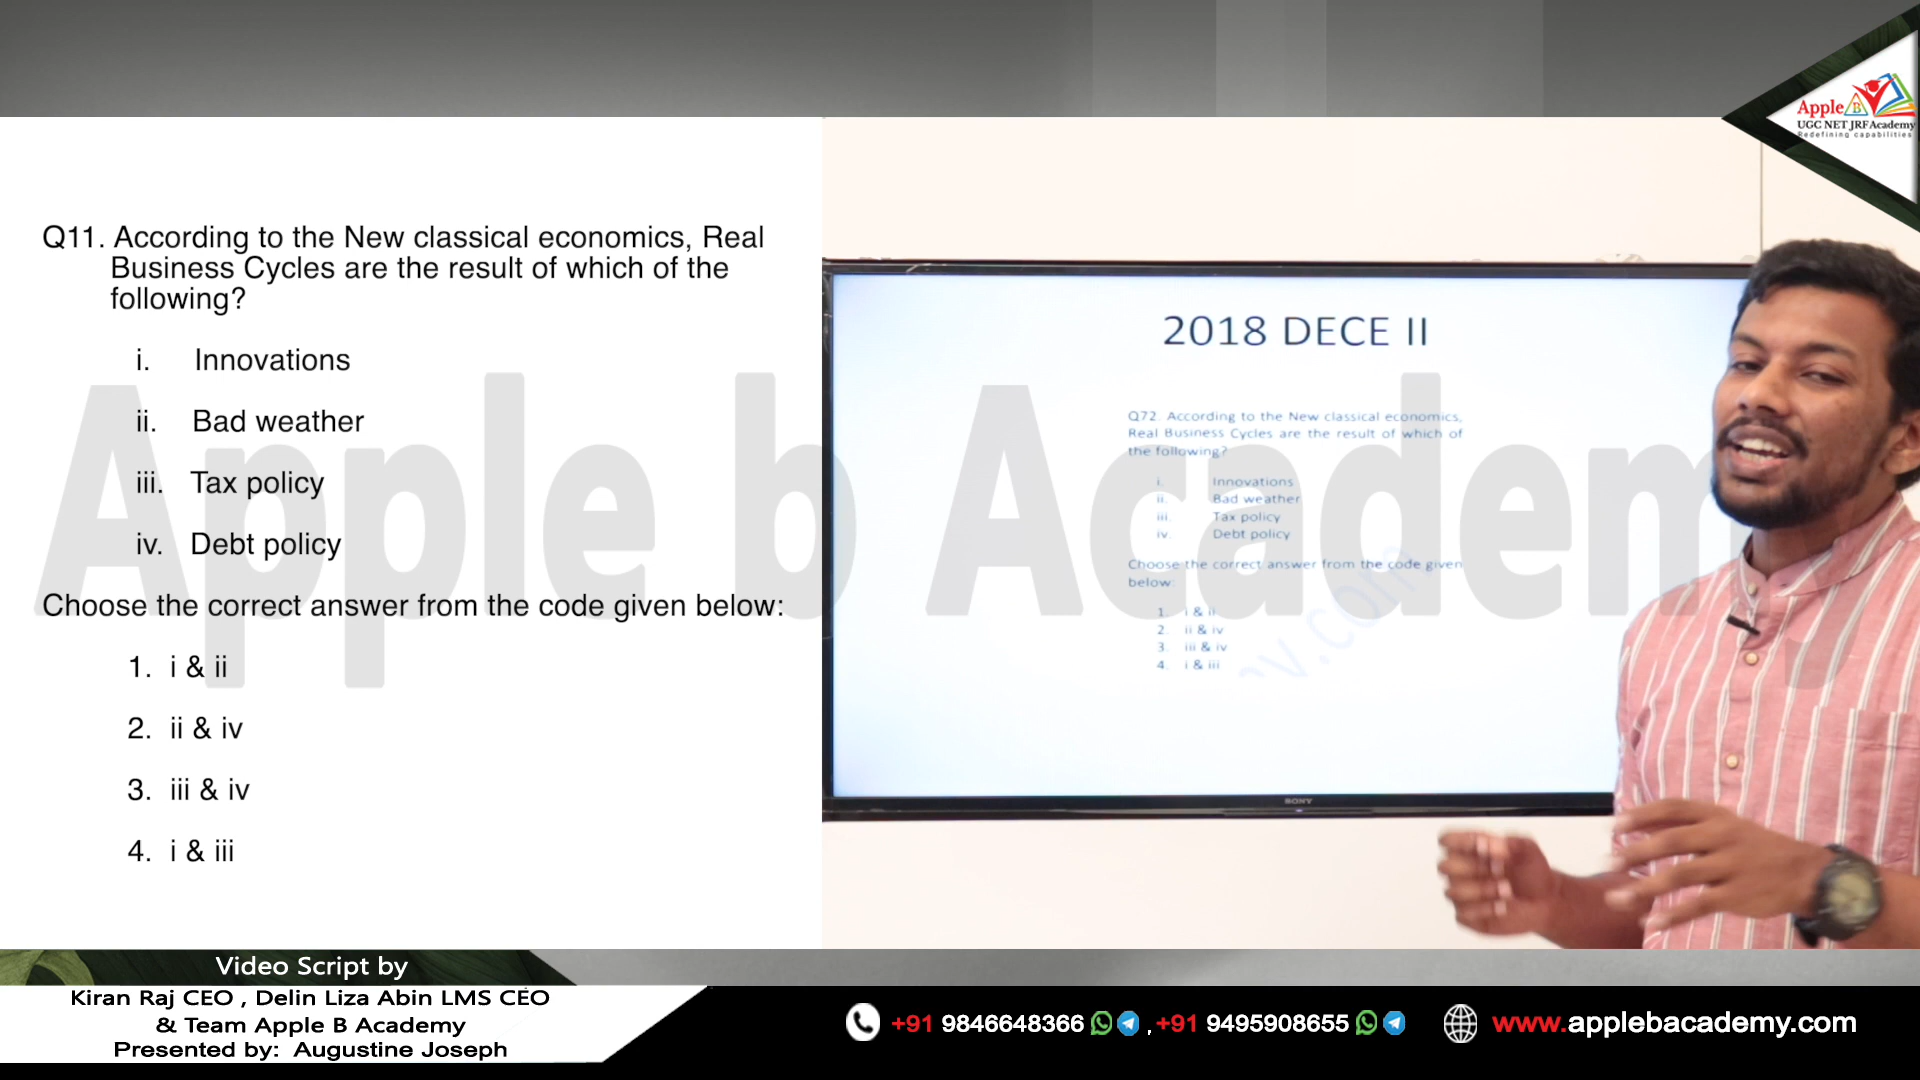 Apple B
UGC NET JRF Academy
Redefining capabilities
Q11. According to the New classical economics, Real
Business Cycles are the result of which of the
following?
i. Innovations
ii. Bad weather
iii. Tax policy
iv. Debt policy
Choose the correct answer from the code given below:
1. i & ii
2. ii & iv
3. iii & iv
4. i & iii
2018 DECE II
Q72. According to the New classical economics,
Real Business Cycles are the result of which of
the following?
i. Innovations
ii. Bad weather
iii. Tax policy
iv. Debt policy
Choose the correct answer from the code given
below:
1. i & ii
2. ii & iv
3. iii & iv
4. i & iii
SONY
Apple b Academy
Video Script by
Kiran Raj CEO , Delin Liza Abin LMS CEO
& Team Apple B Academy
Presented by: Augustine Joseph
+91 9846648366 , +91 9495908655 www.applebacademy.com